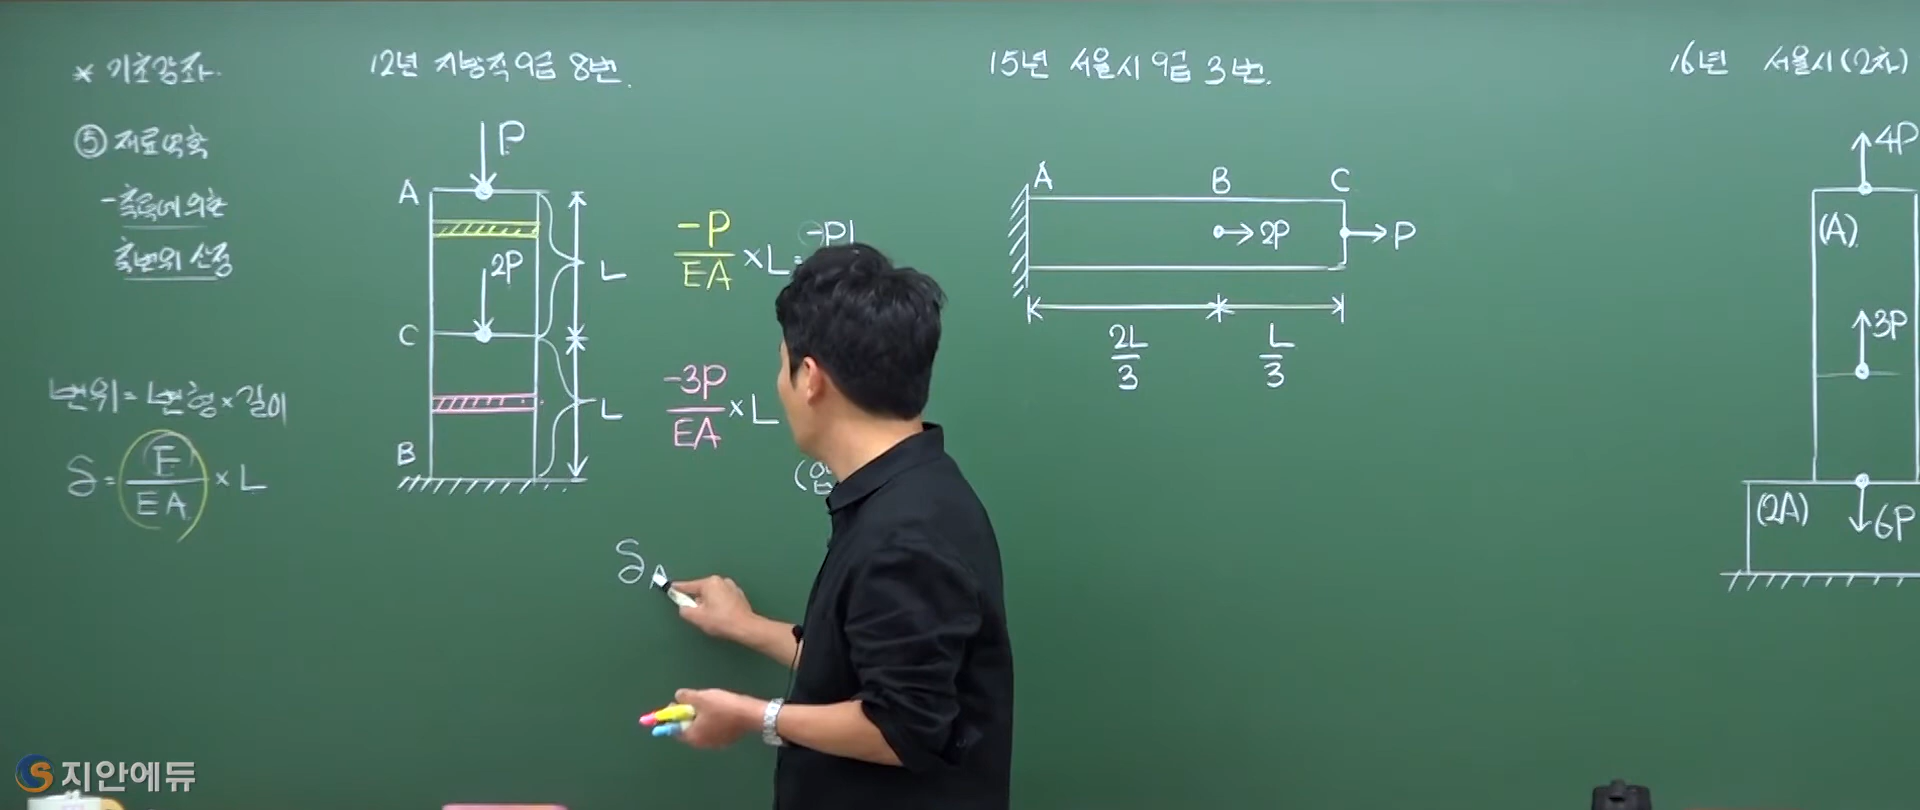 * 기초강좌.
⑤ 재료역학
- 축력에 의한
축변위 산정
변위 = 변형 × 길이
δ = F/EA × L
12년 지방직 9급 8번.
P
A
2P
L
C
L
B
-P/EA × L =
-3P/EA × L
δA
15년 서울시 9급 3번.
A B C
2P P
2L/3 L/3
16년 서울시(2차)
4P
(A)
3P
(2A) 6P
지안에듀